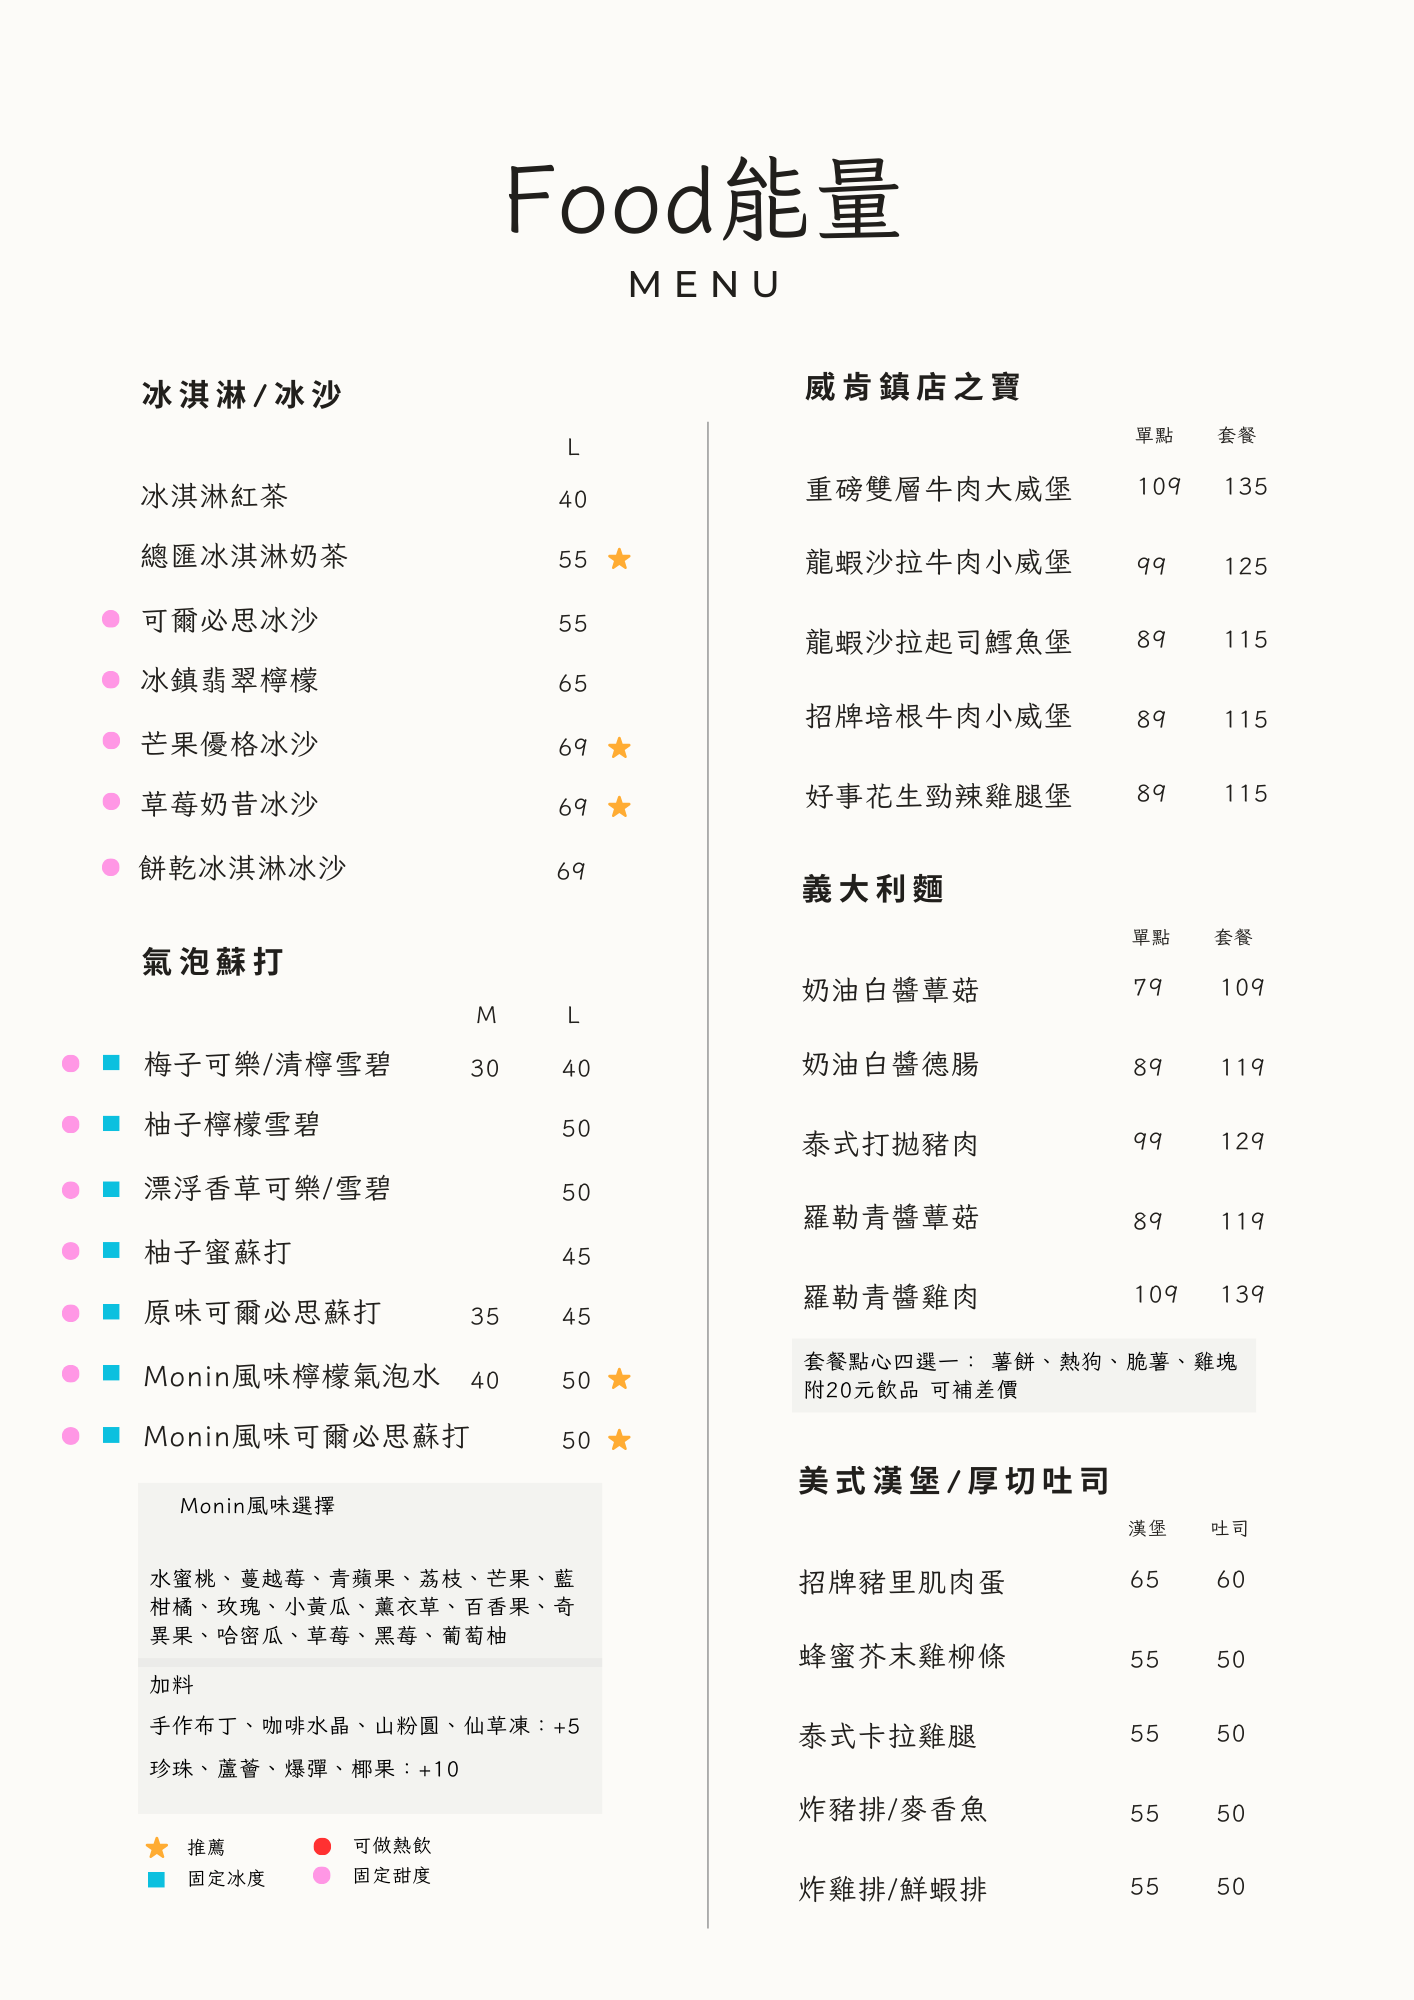 Food能量
MENU
冰淇淋/冰沙
L
冰淇淋紅茶 40
總匯冰淇淋奶茶 55
可爾必思冰沙 55
冰鎮翡翠檸檬 65
芒果優格冰沙 69
草莓奶昔冰沙 69
餅乾冰淇淋冰沙 69
氣泡蘇打
M L
梅子可樂/清檸雪碧 30 40
柚子檸檬雪碧 50
漂浮香草可樂/雪碧 50
柚子蜜蘇打 45
原味可爾必思蘇打 35 45
Monin風味檸檬氣泡水 40 50
Monin風味可爾必思蘇打 50
Monin風味選擇
水蜜桃、蔓越莓、青蘋果、荔枝、芒果、藍
柑橘、玫瑰、小黃瓜、薰衣草、百香果、奇
異果、哈密瓜、草莓、黑莓、葡萄柚
加料
手作布丁、咖啡水晶、山粉圓、仙草凍：+5
珍珠、蘆薈、爆彈、椰果：+10
推薦 可做熱飲
固定冰度 固定甜度
威肯鎮店之寶
單點 套餐
重磅雙層牛肉大威堡 109 135
龍蝦沙拉牛肉小威堡 99 125
龍蝦沙拉起司鱈魚堡 89 115
招牌培根牛肉小威堡 89 115
好事花生勁辣雞腿堡 89 115
義大利麵
單點 套餐
奶油白醬蕈菇 79 109
奶油白醬德腸 89 119
泰式打拋豬肉 99 129
羅勒青醬蕈菇 89 119
羅勒青醬雞肉 109 139
套餐點心四選一： 薯餅、熱狗、脆薯、雞塊
附20元飲品 可補差價
美式漢堡/厚切吐司
漢堡 吐司
招牌豬里肌肉蛋 65 60
蜂蜜芥末雞柳條 55 50
泰式卡拉雞腿 55 50
炸豬排/麥香魚 55 50
炸雞排/鮮蝦排 55 50